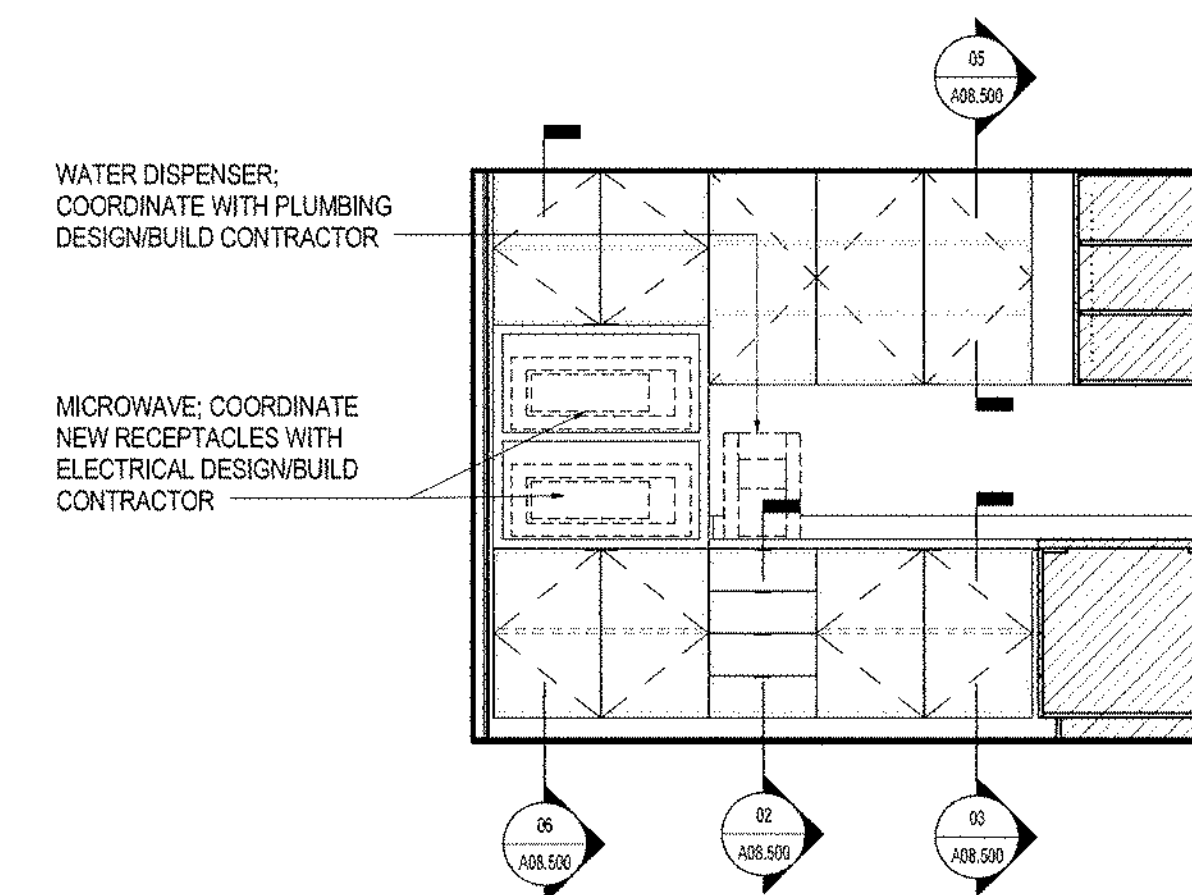 05
A08.500
WATER DISPENSER;
COORDINATE WITH PLUMBING
DESIGN/BUILD CONTRACTOR
MICROWAVE; COORDINATE
NEW RECEPTACLES WITH
ELECTRICAL DESIGN/BUILD
CONTRACTOR
06
A08.500
02
A08.500
03
A08.500